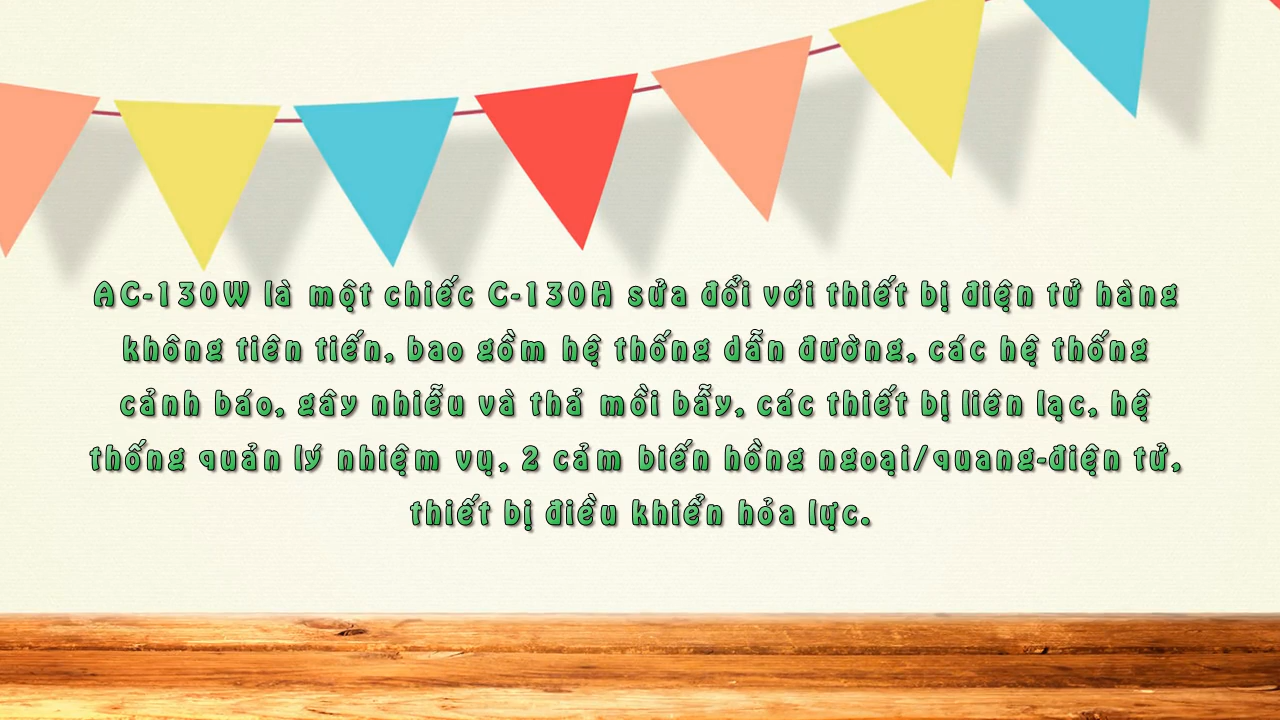 AC-130W là một chiếc C-130H sửa đổi với thiết bị điện tử hàng
không tiên tiến, bao gồm hệ thống dẫn đường, các hệ thống
cảnh báo, gây nhiễu và thả mồi bẫy, các thiết bị liên lạc, hệ
thống quản lý nhiệm vụ, 2 cảm biến hồng ngoại/quang-điện tử,
thiết bị điều khiển hỏa lực.